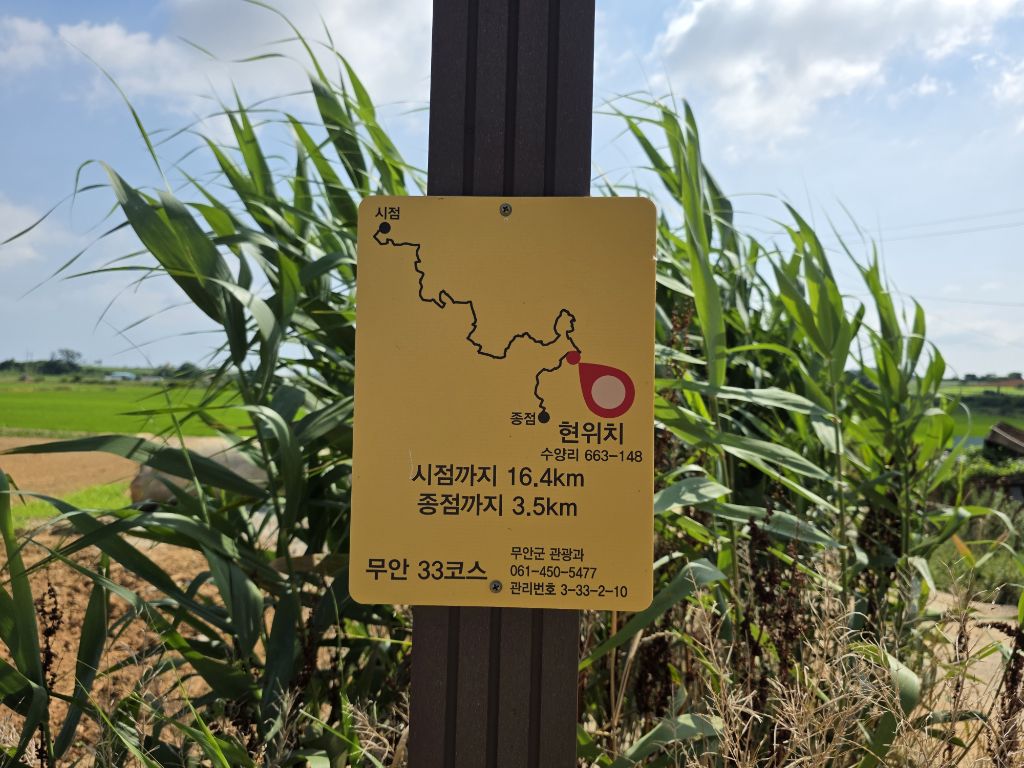 시점
종점
현위치
수양리 663-148
시점까지 16.4km
종점까지 3.5km
무안 33코스
무안군 관광과
061-450-5477
관리번호 3-33-2-10